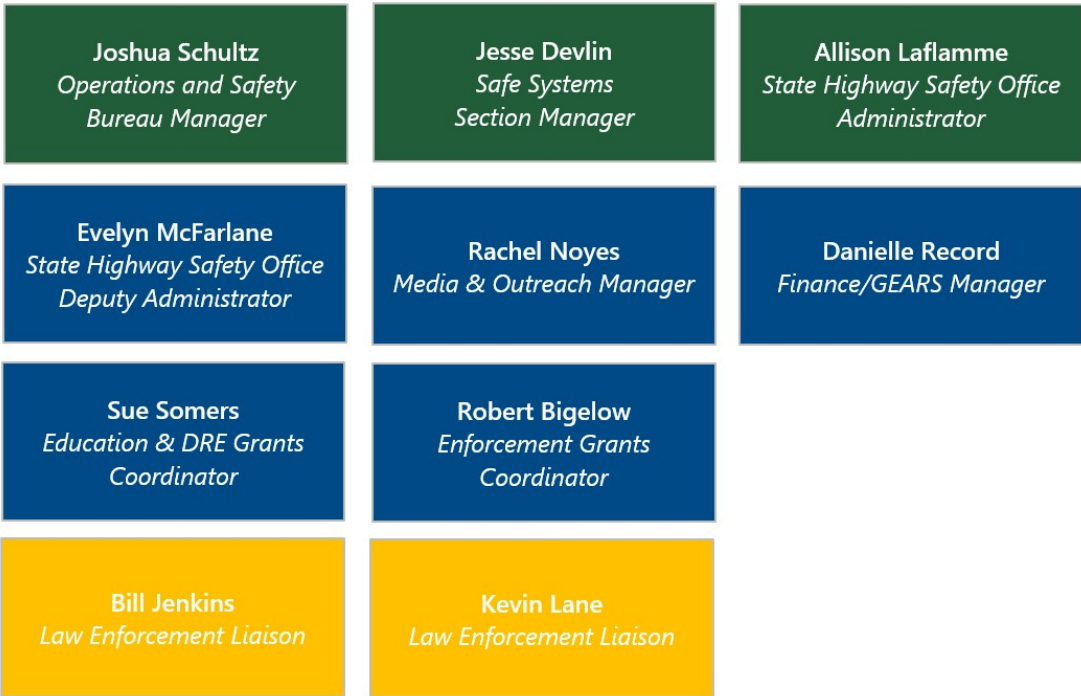 Joshua Schultz
Operations and Safety
Bureau Manager
Jesse Devlin
Safe Systems
Section Manager
Allison Laflamme
State Highway Safety Office
Administrator
Evelyn McFarlane
State Highway Safety Office
Deputy Administrator
Rachel Noyes
Media & Outreach Manager
Danielle Record
Finance/GEARS Manager
Sue Somers
Education & DRE Grants
Coordinator
Robert Bigelow
Enforcement Grants
Coordinator
Bill Jenkins
Law Enforcement Liaison
Kevin Lane
Law Enforcement Liaison